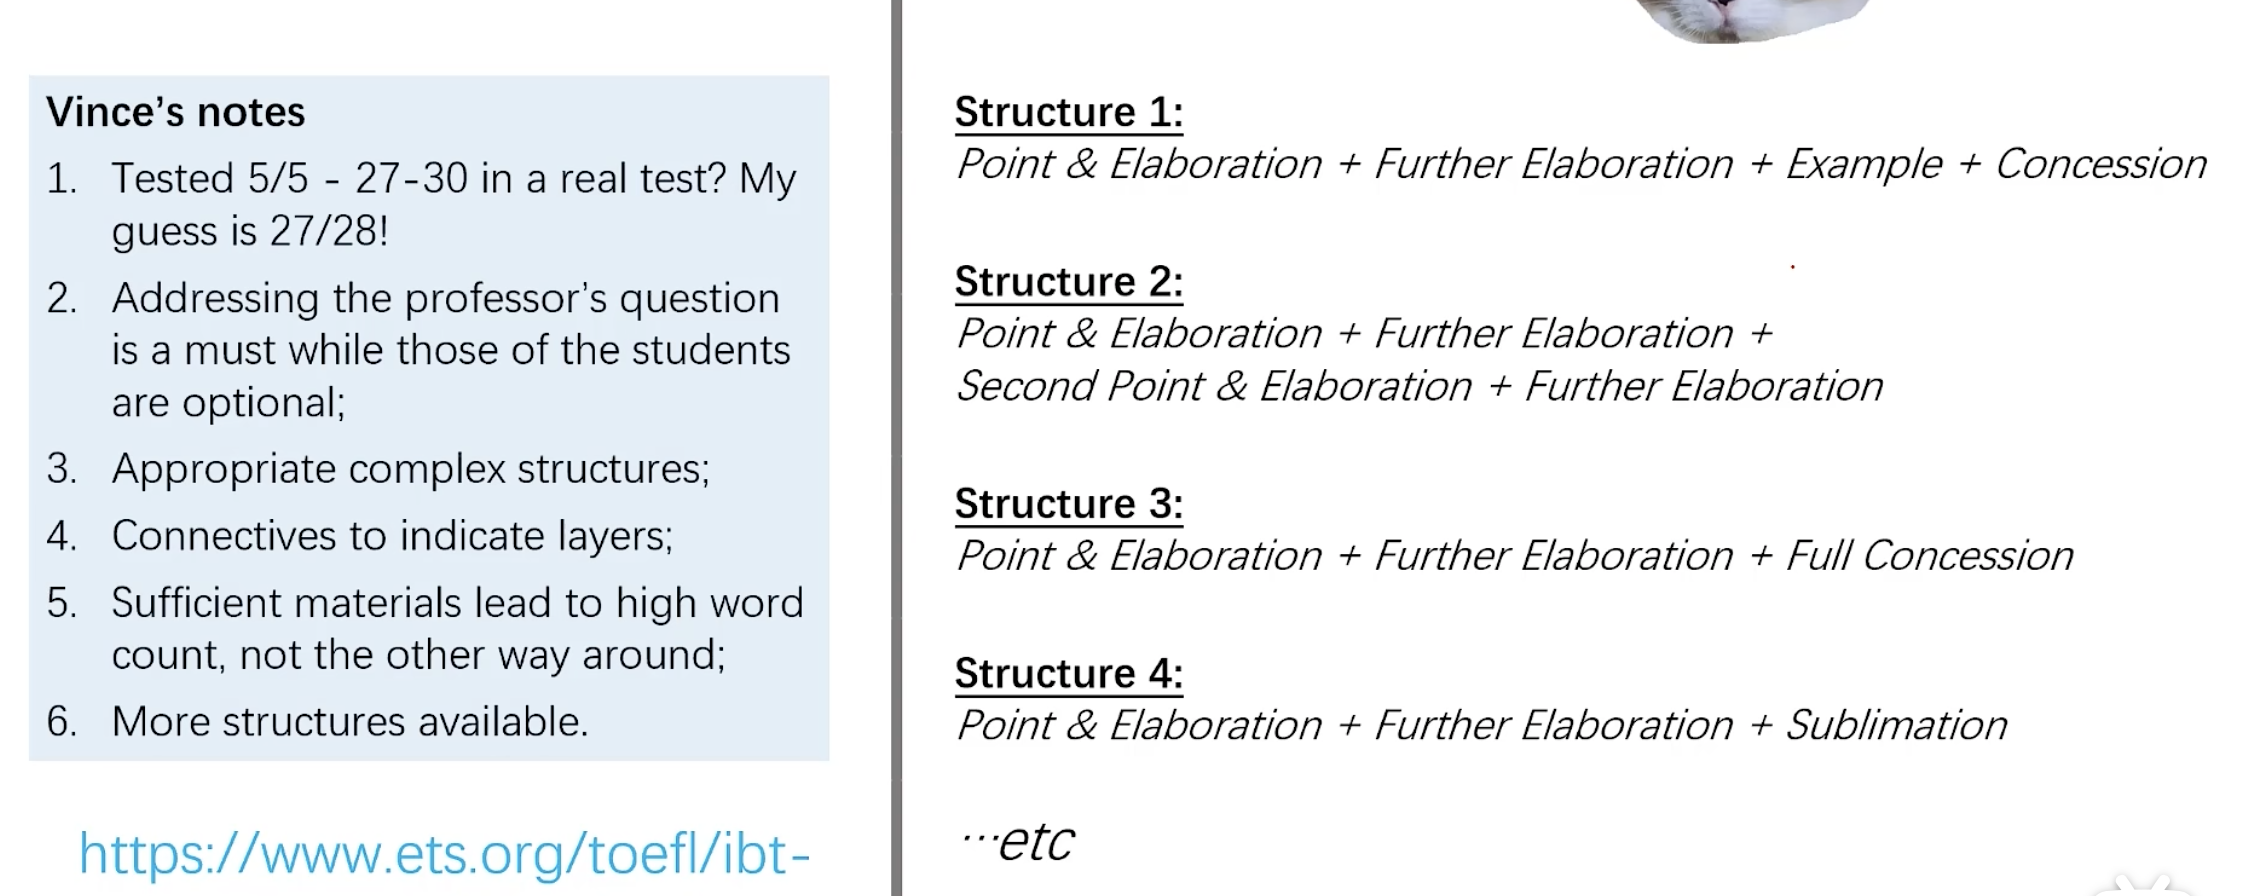 Vince’s notes
1. Tested 5/5 - 27-30 in a real test? My
guess is 27/28!
2. Addressing the professor’s question
is a must while those of the students
are optional;
3. Appropriate complex structures;
4. Connectives to indicate layers;
5. Sufficient materials lead to high word
count, not the other way around;
6. More structures available.
https://www.ets.org/toefl/ibt-
Structure 1:
Point & Elaboration + Further Elaboration + Example + Concession
Structure 2:
Point & Elaboration + Further Elaboration +
Second Point & Elaboration + Further Elaboration
Structure 3:
Point & Elaboration + Further Elaboration + Full Concession
Structure 4:
Point & Elaboration + Further Elaboration + Sublimation
…etc